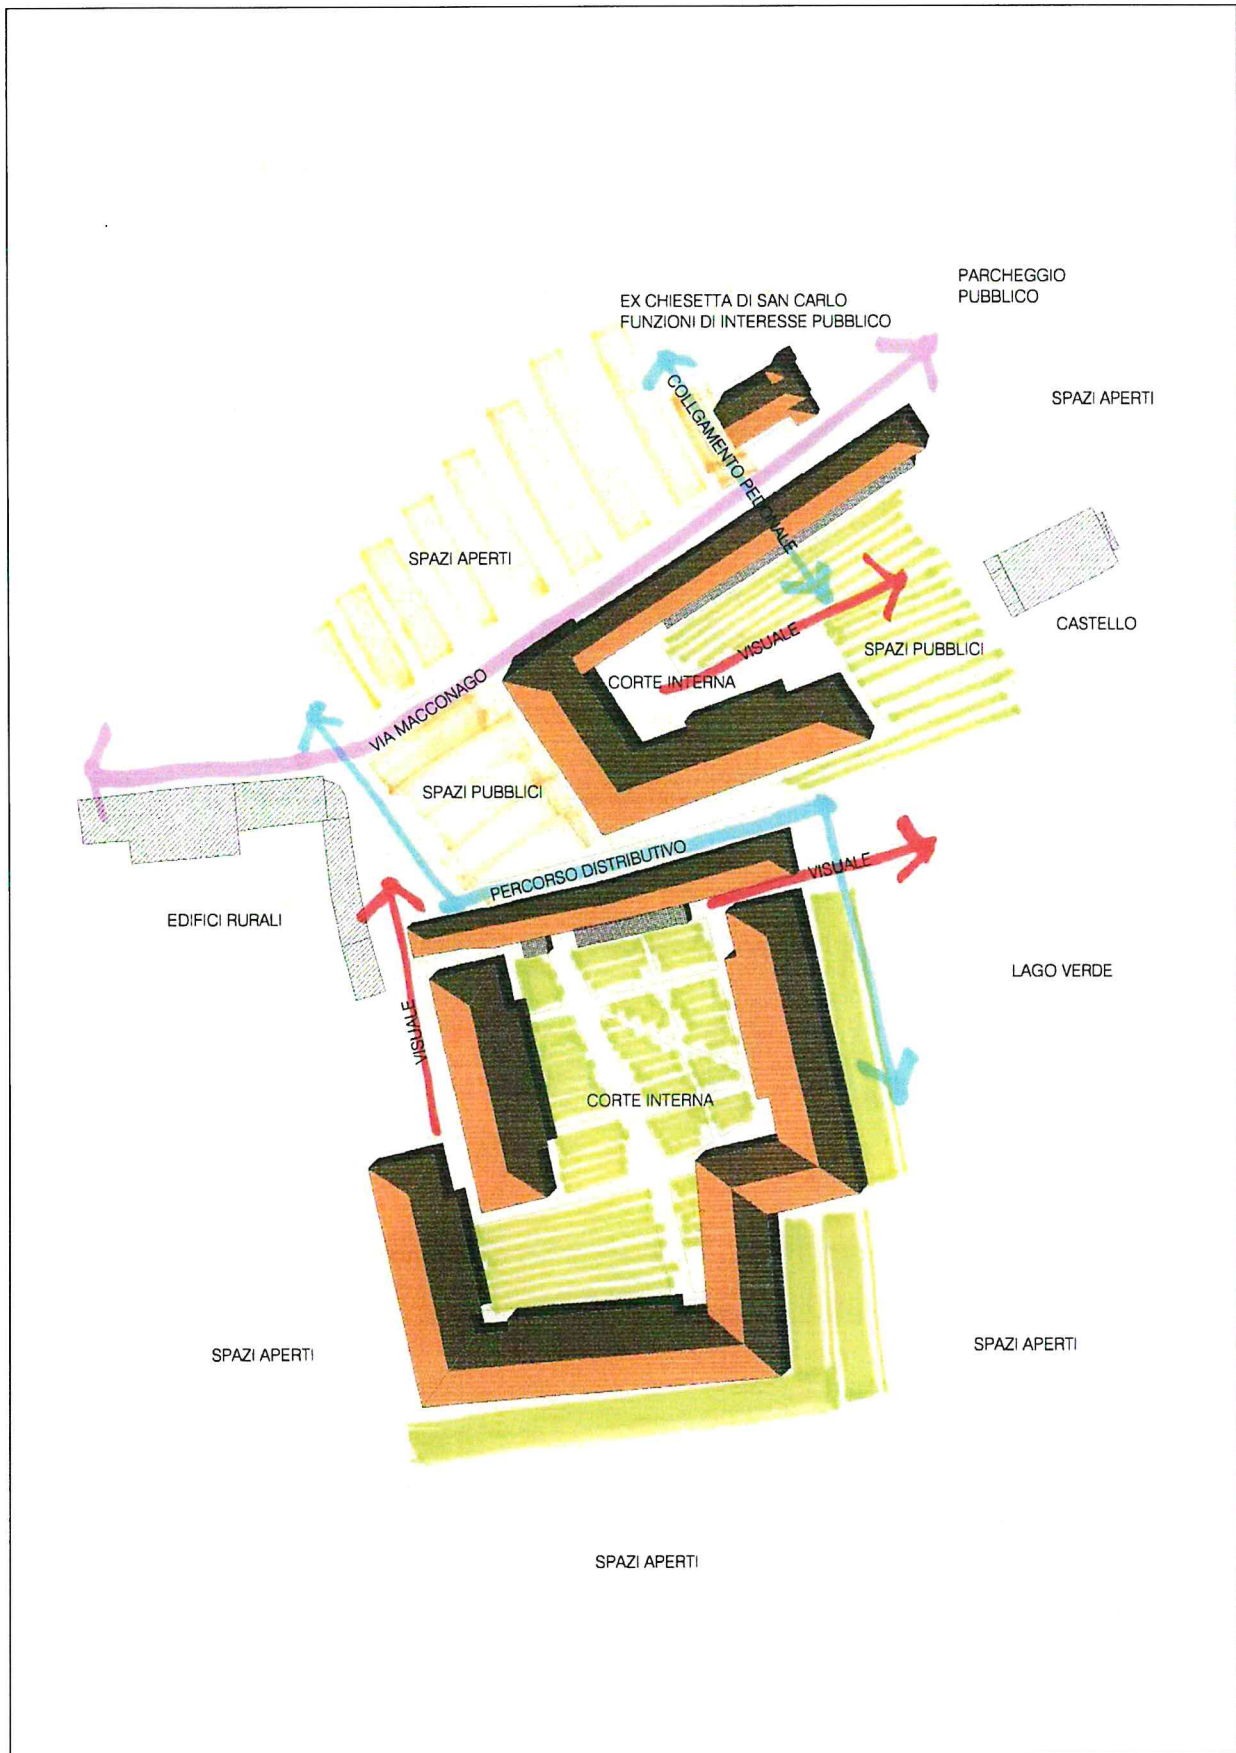 PARCHEGGIO
PUBBLICO
EX CHIESETTA DI SAN CARLO
FUNZIONI DI INTERESSE PUBBLICO
SPAZI APERTI
COLLGAMENTO PEDONALE
SPAZI APERTI
CASTELLO
VISUALE
SPAZI PUBBLICI
CORTE INTERNA
VIA MACCONAGO
SPAZI PUBBLICI
PERCORSO DISTRIBUTIVO
VISUALE
EDIFICI RURALI
LAGO VERDE
VISUALE
CORTE INTERNA
SPAZI APERTI
SPAZI APERTI
SPAZI APERTI